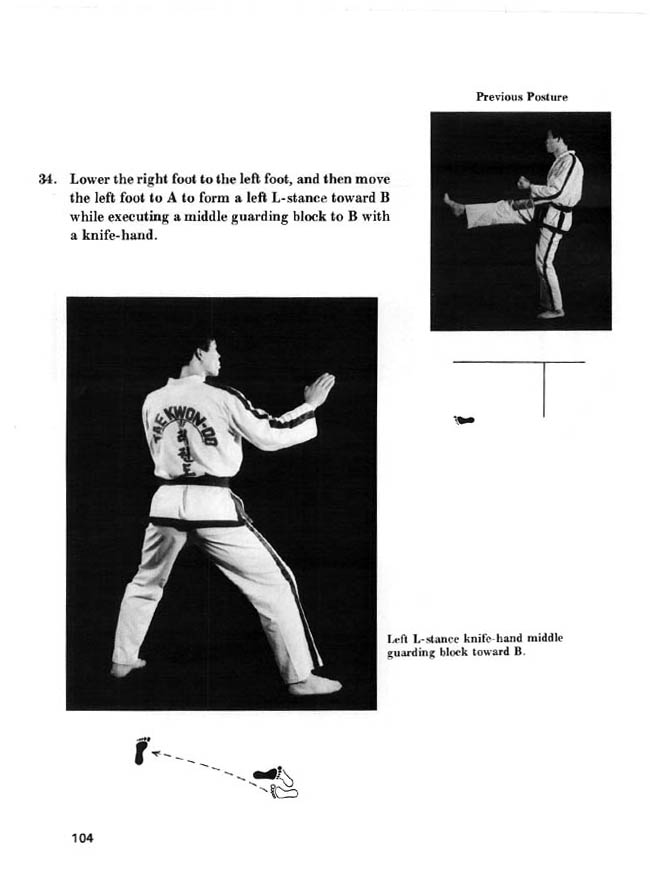 Previous Posture
34. Lower the right foot to the left foot, and then move
the left foot to A to form a left L-stance toward B
while executing a middle guarding block to B with
a knife-hand.
TAEKWON-DO
Left L-stance knife-hand middle
guarding block toward B.
104